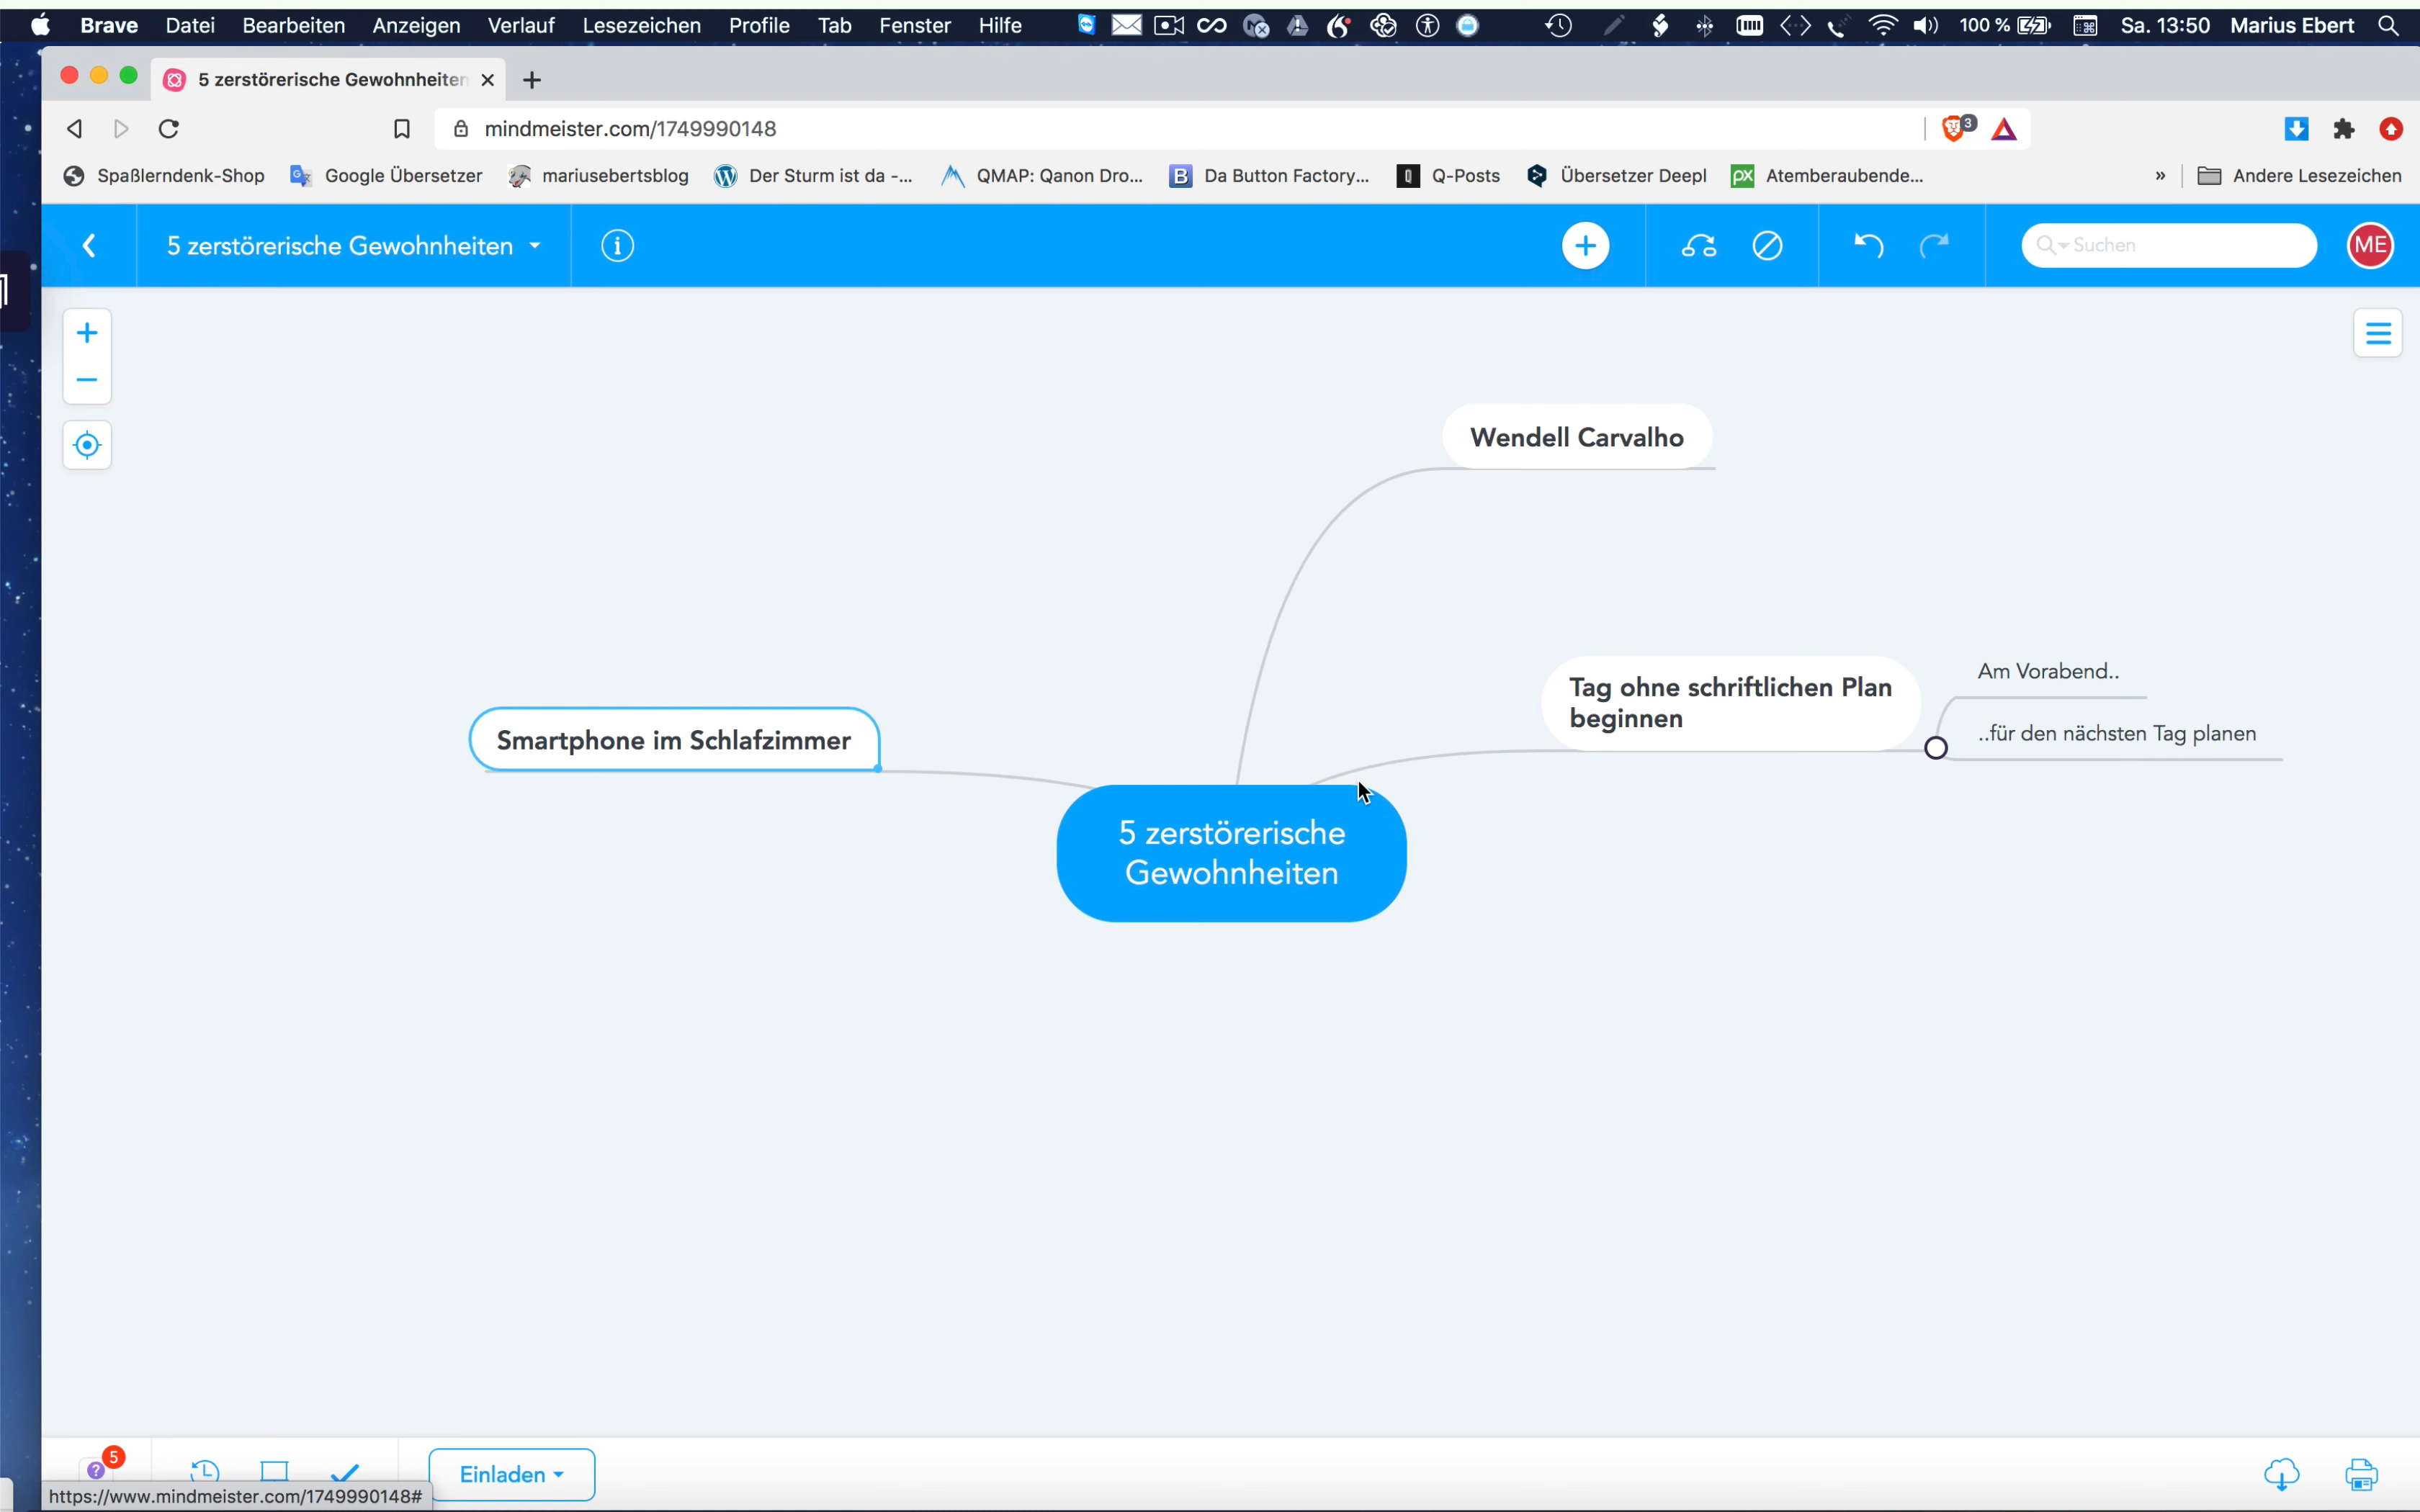 Brave Datei Bearbeiten Anzeigen Verlauf Lesezeichen Profile Tab Fenster Hilfe 100 % Sa. 13:50 Marius Ebert
5 zerstörerische Gewohnheiten
mindmeister.com/1749990148 3
Spaßlerndenk-Shop Google Übersetzer mariusebertsblog Der Sturm ist da -... QMAP: Qanon Dro... B Da Button Factory... Q Q-Posts Übersetzer Deepl px Atemberaubende... » Andere Lesezeichen
5 zerstörerische Gewohnheiten Suchen ME
Wendell Carvalho
Am Vorabend..
Tag ohne schriftlichen Plan
beginnen
..für den nächsten Tag planen
Smartphone im Schlafzimmer
5 zerstörerische
Gewohnheiten
5
Einladen
https://www.mindmeister.com/1749990148#